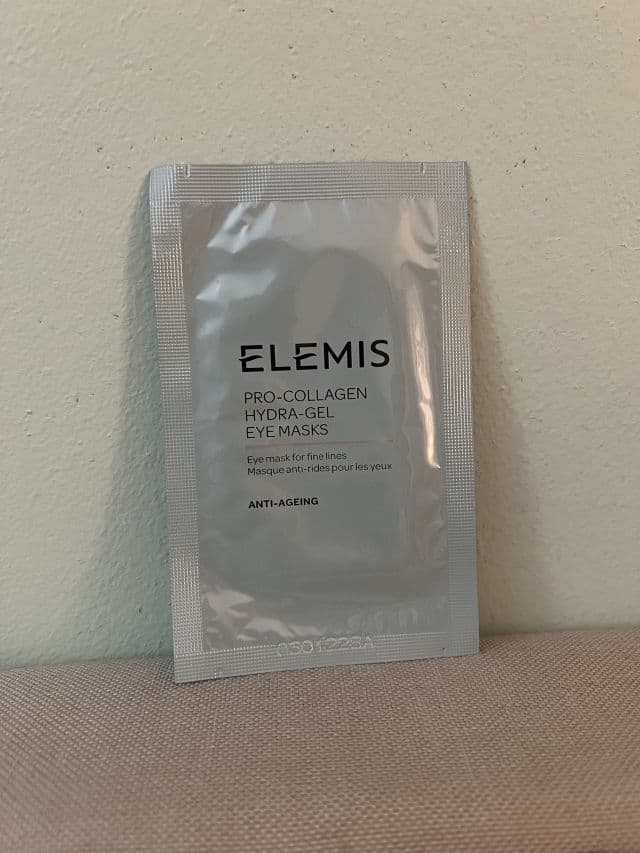 ELEMIS
PRO-COLLAGEN
HYDRA-GEL
EYE MASKS
Eye mask for fine lines
Masque anti-rides pour les yeux
ANTI-AGEING
0301228A